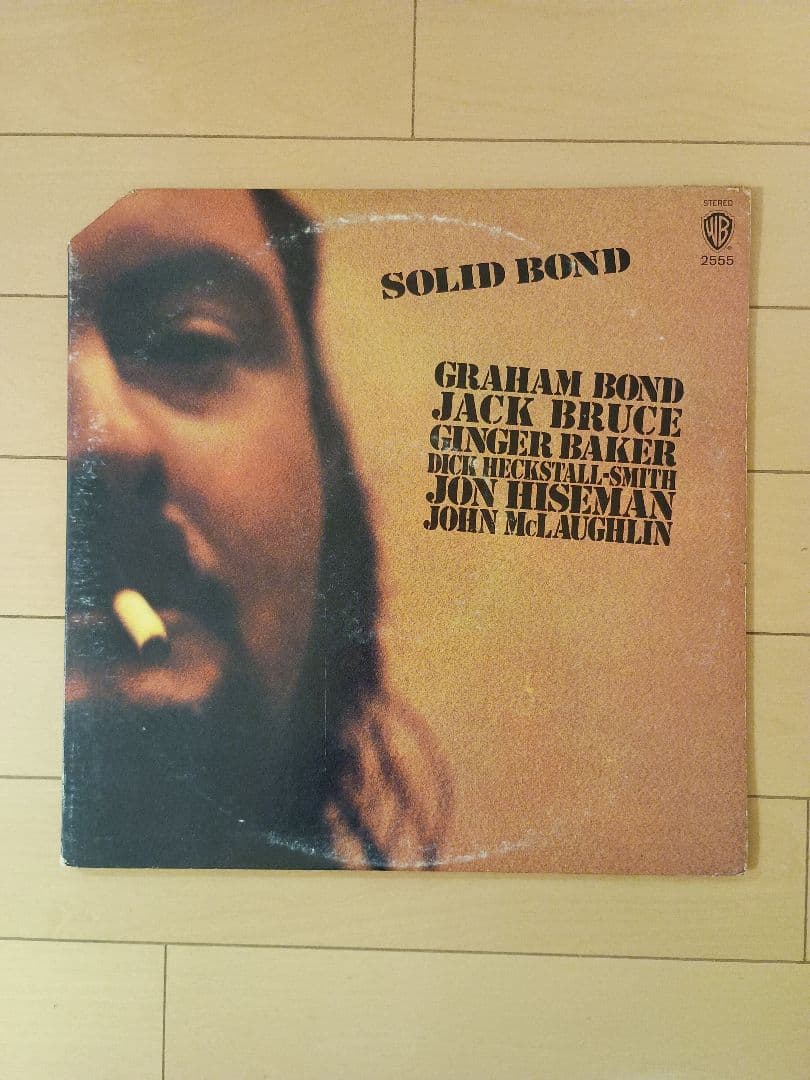 STEREO
WB
2555
SOLID BOND
GRAHAM BOND
JACK BRUCE
GINGER BAKER
DICK HECKSTALL-SMITH
JON HISEMAN
JOHN McLAUGHLIN